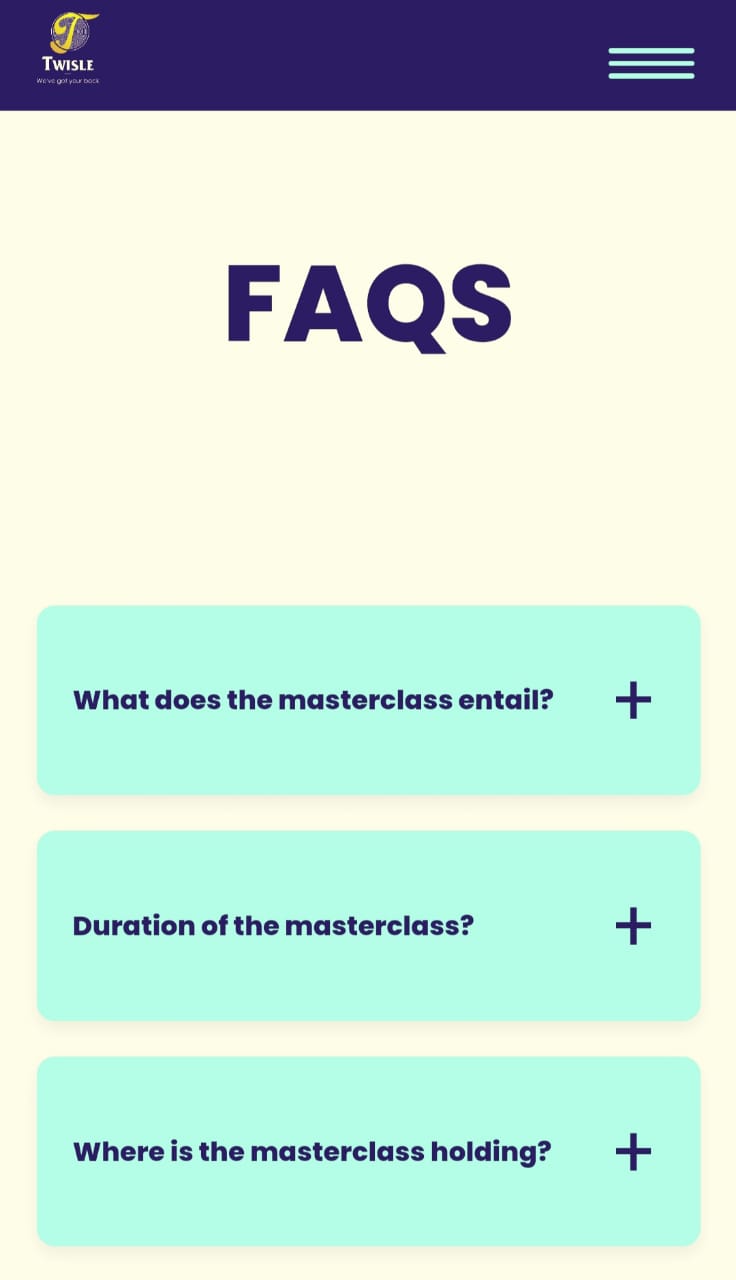 TWISLE
We've got your back
FAQS
What does the masterclass entail?
Duration of the masterclass?
Where is the masterclass holding?